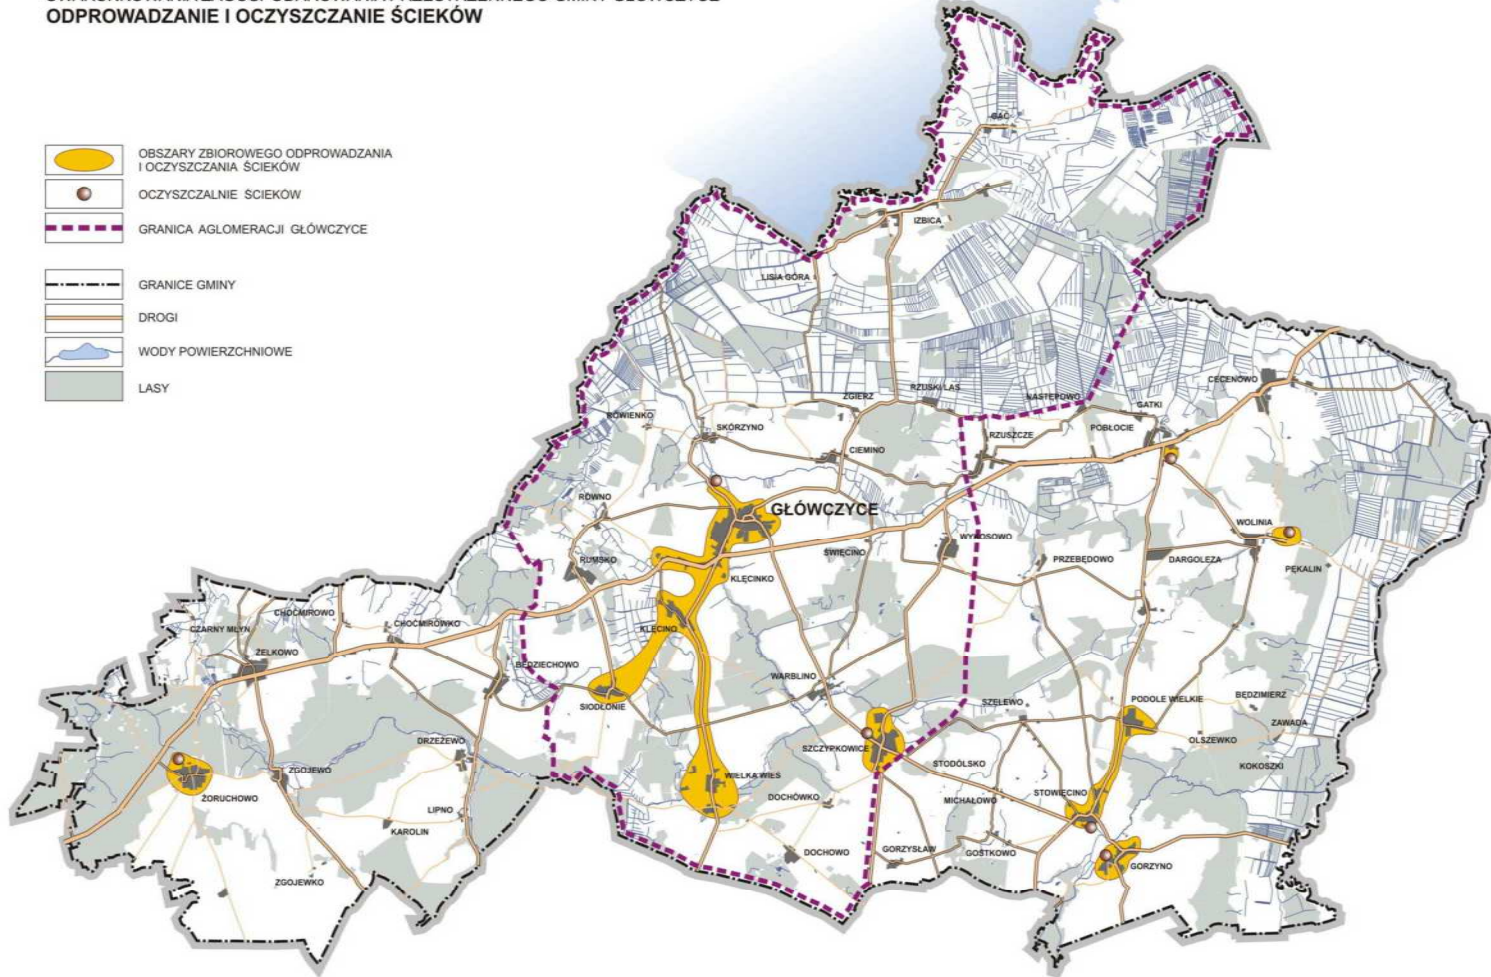 ODPROWADZANIE I OCZYSZCZANIE ŚCIEKÓW
OBSZARY ZBIOROWEGO ODPROWADZANIA
I OCZYSZCZANIA ŚCIEKÓW
OCZYSZCZALNIE ŚCIEKÓW
GRANICA AGLOMERACJI GŁÓWCZYCE
GRANICE GMINY
DROGI
WODY POWIERZCHNIOWE
LASY
GAĆ
IZBICA
LISIA GÓRA
CECENOWO
RZUSKI LAS
ZGIERZ
NASTĘPOWO
GATKI
RÓWIENKO
SKÓRZYNO
POBŁOCIE
RZUSZCZE
CIEMINO
RÓWNO
GŁÓWCZYCE
WOLINIA
WYKOSOWO
ŚWIĘCINO
RUMSKO
PRZEBĘDOWO
DARGOLEZA
PĘKALIN
KLĘCINKO
CHOĆMIROWO
CHOĆMIRÓWKO
CZARNY MŁYN
KLĘCINO
ŻELKOWO
BĘDZIECHOWO
WARBLINO
SIODŁONIE
SZELEWO
PODOLE WIELKIE
BĘDZIMIERZ
ZAWADA
OLSZEWKO
DRZEŻEWO
SZCZYPKOWICE
STODÓLSKO
KOKOSZKI
ZGOJEWO
WIELKA WIEŚ
STOWIĘCINO
ŻORUCHOWO
DOCHÓWKO
MICHAŁOWO
LIPNO
KAROLIN
DOCHOWO
GORZYSŁAW
GOSTKOWO
GORZYNO
ZGOJEWKO